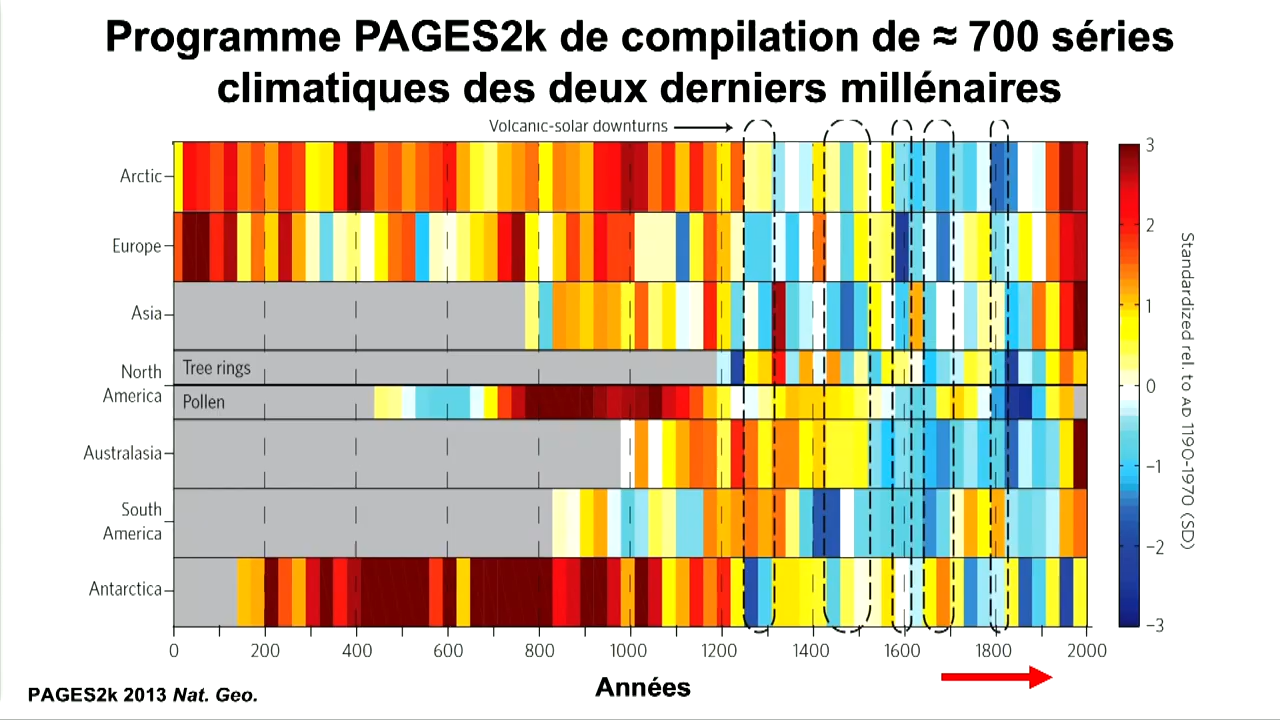 Programme PAGES2k de compilation de ≈ 700 séries
climatiques des deux derniers millénaires
Volcanic-solar downturns
Arctic
Europe
Asia
North
America
Tree rings
Pollen
Australasia
South
America
Antarctica
3
2
1
0
−1
−2
−3
Standardized rel. to AD 1190-1970 (SD)
0 200 400 600 800 1000 1200 1400 1600 1800 2000
Années
PAGES2k 2013 Nat. Geo.